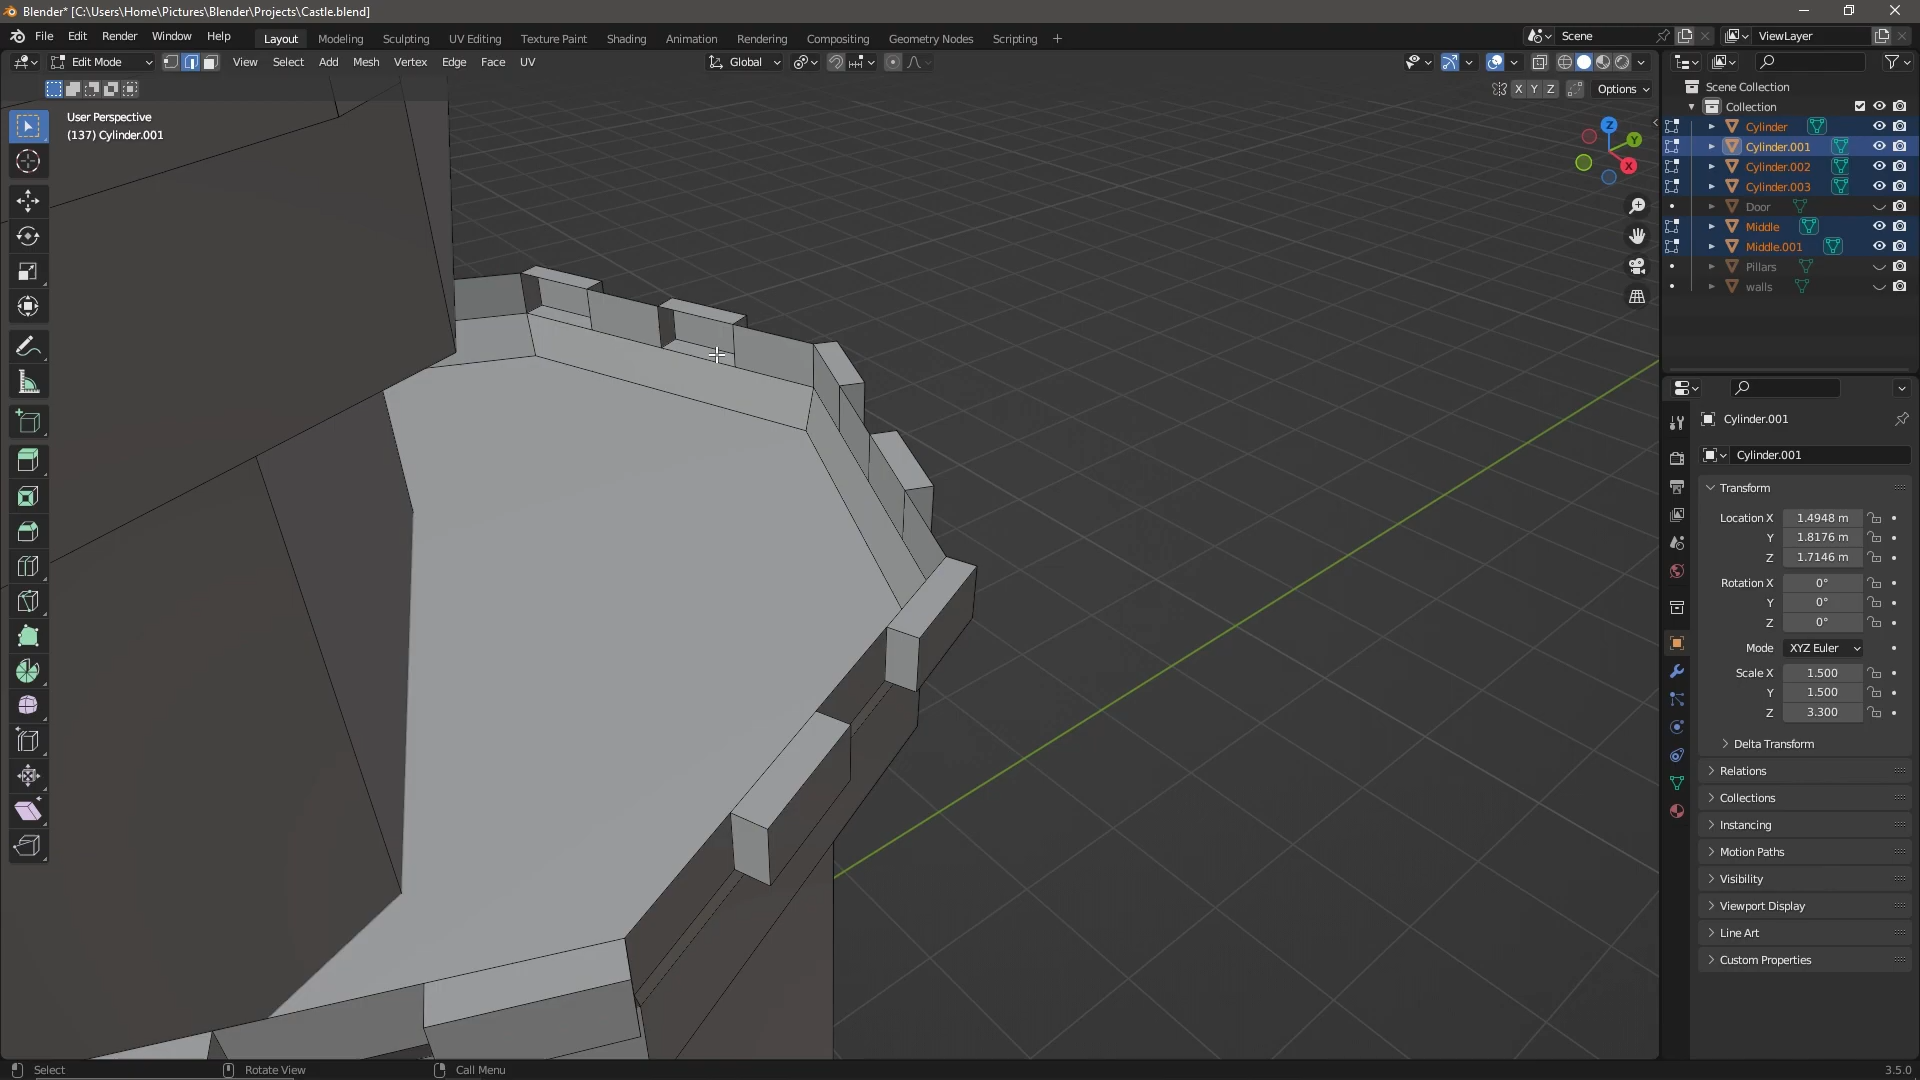 Blender* [C:\Users\Home\Pictures\Blender\Projects\Castle.blend]
File Edit Render Window Help Layout Modeling Sculpting UV Editing Texture Paint Shading Animation Rendering Compositing Geometry Nodes Scripting + Scene ViewLayer
Edit Mode View Select Add Mesh Vertex Edge Face UV Global
X Y Z Options
User Perspective
(137) Cylinder.001
Z
Y
X
Scene Collection
Collection
Cylinder
Cylinder.001
Cylinder.002
Cylinder.003
Door
Middle
Middle.001
Pillars
walls
Cylinder.001
Cylinder.001
Transform
Location X 1.4948 m
Y 1.8176 m
Z 1.7146 m
Rotation X 0°
Y 0°
Z 0°
Mode XYZ Euler
Scale X 1.500
Y 1.500
Z 3.300
Delta Transform
Relations
Collections
Instancing
Motion Paths
Visibility
Viewport Display
Line Art
Custom Properties
Select Rotate View Call Menu 3.5.0